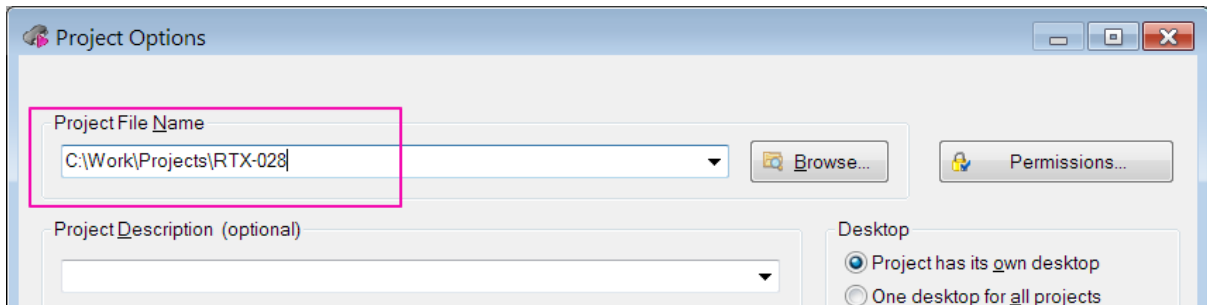 Project Options
Project File Name
C:\Work\Projects\RTX-028
Browse...
Permissions...
Project Description (optional)
Desktop
Project has its own desktop
One desktop for all projects